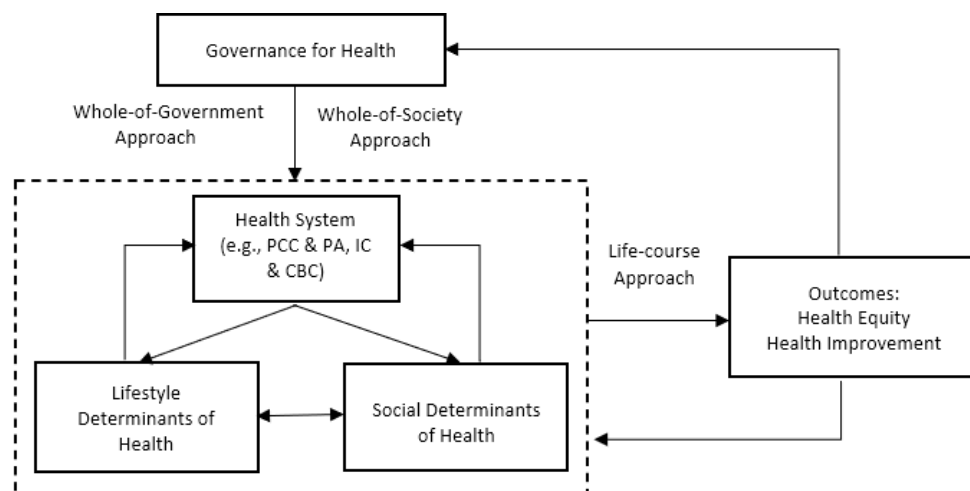 Governance for Health
Whole-of-Government
Approach
Whole-of-Society
Approach
Health System
(e.g., PCC & PA, IC
& CBC)
Life-course
Approach
Outcomes:
Health Equity
Health Improvement
Lifestyle
Determinants of
Health
Social Determinants
of Health